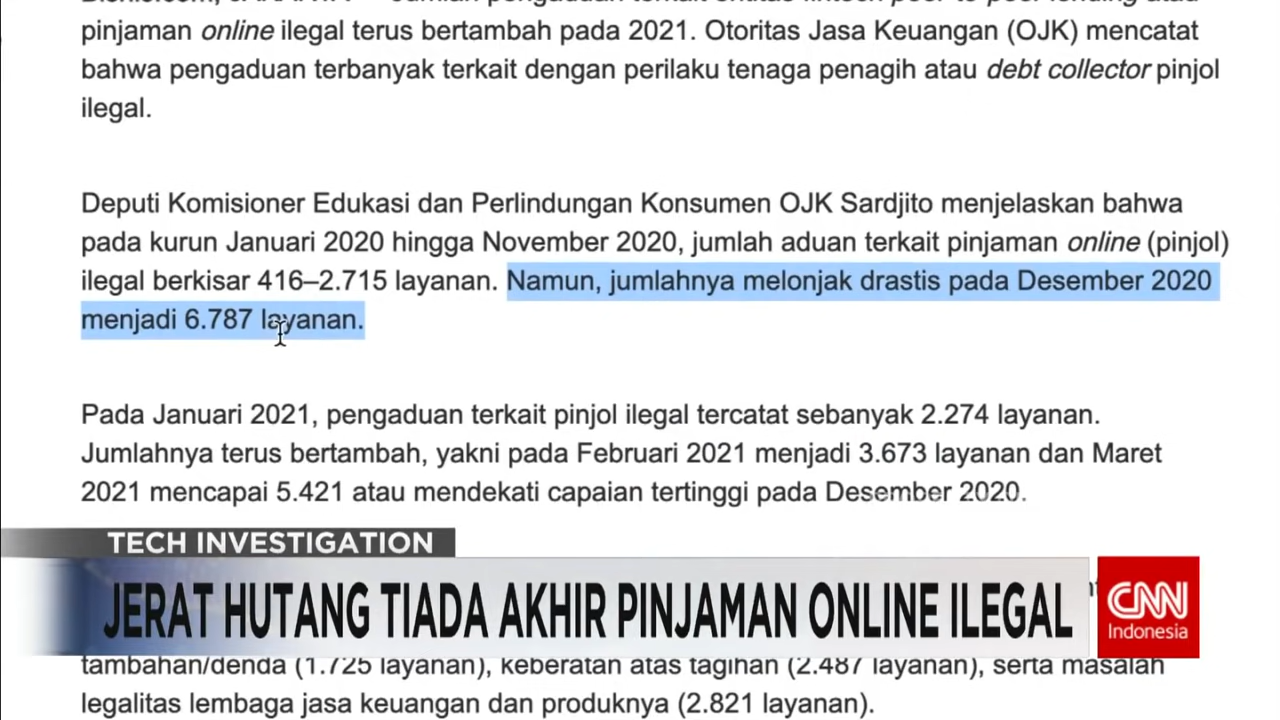 pinjaman online ilegal terus bertambah pada 2021. Otoritas Jasa Keuangan (OJK) mencatat
bahwa pengaduan terbanyak terkait dengan perilaku tenaga penagih atau debt collector pinjol
ilegal.
Deputi Komisioner Edukasi dan Perlindungan Konsumen OJK Sardjito menjelaskan bahwa
pada kurun Januari 2020 hingga November 2020, jumlah aduan terkait pinjaman online (pinjol)
ilegal berkisar 416–2.715 layanan. Namun, jumlahnya melonjak drastis pada Desember 2020
menjadi 6.787 layanan.
Pada Januari 2021, pengaduan terkait pinjol ilegal tercatat sebanyak 2.274 layanan.
Jumlahnya terus bertambah, yakni pada Februari 2021 menjadi 3.673 layanan dan Maret
2021 mencapai 5.421 atau mendekati capaian tertinggi pada Desember 2020.
TECH INVESTIGATION
JERAT HUTANG TIADA AKHIR PINJAMAN ONLINE ILEGAL
CNN
Indonesia
tambahan/denda (1.725 layanan), keberatan atas tagihan (2.487 layanan), serta masalah
legalitas lembaga jasa keuangan dan produknya (2.821 layanan).